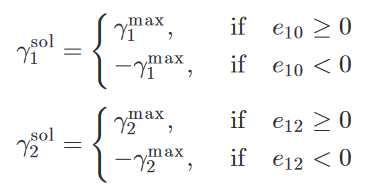 γ₁^sol = { γ₁^max, if e₁₀ ≥ 0
−γ₁^max, if e₁₀ < 0
γ₂^sol = { γ₂^max, if e₁₂ ≥ 0
−γ₂^max, if e₁₂ < 0